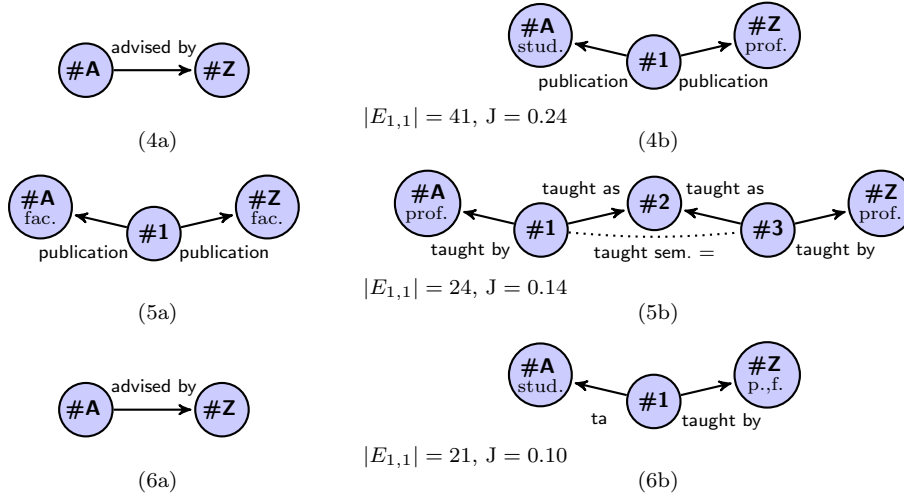 advised by
#A #Z
(4a)
#A
stud.
#1
#Z
prof.
publication publication
|E1,1| = 41, J = 0.24
(4b)
#A
fac.
#1
#Z
fac.
publication publication
(5a)
#A
prof.
taught as #2 taught as
#1 #3
#Z
prof.
taught by taught sem. = taught by
|E1,1| = 24, J = 0.14
(5b)
advised by
#A #Z
(6a)
#A
stud.
#1
#Z
p.,f.
ta taught by
|E1,1| = 21, J = 0.10
(6b)